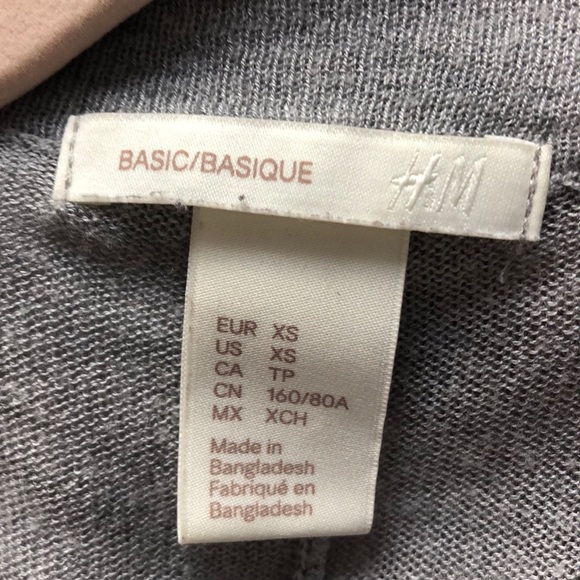 BASIC/BASIQUE H&M
EUR XS
US XS
CA TP
CN 160/80A
MX XCH
Made in
Bangladesh
Fabriqué en
Bangladesh